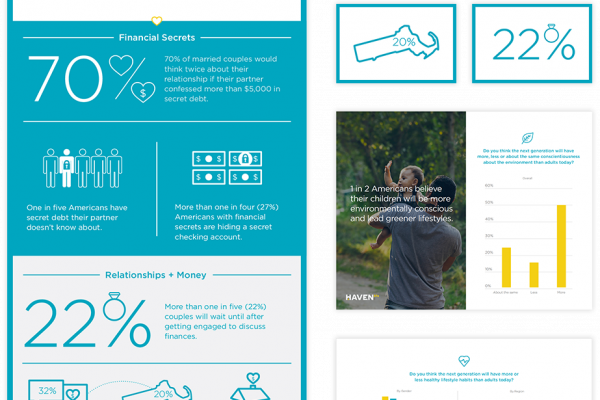 Financial Secrets
70%
$
70% of married couples would
think twice about their
relationship if their partner
confessed more than $5,000 in
secret debt.
$ $
$ $
$ $
$ $
One in five Americans have
secret debt their partner
doesn't know about.
More than one in four (27%)
Americans with financial
secrets are hiding a secret
checking account.
Relationships + Money
22%
More than one in five (22%)
couples will wait until after
getting engaged to discuss
finances.
32%
20%
20%
22%
1 in 2 Americans believe
their children will be more
environmentally conscious
and lead greener lifestyles.
HAVEN
Do you think the next generation will have
more, less or about the same conscientiousness
about the environment than adults today?
Overall
60%
50%
40%
30%
20%
10%
0%
About the same
Less
More
Do you think the next generation will have more or
less healthy lifestyle habits than adults today?
By Gender
By Region